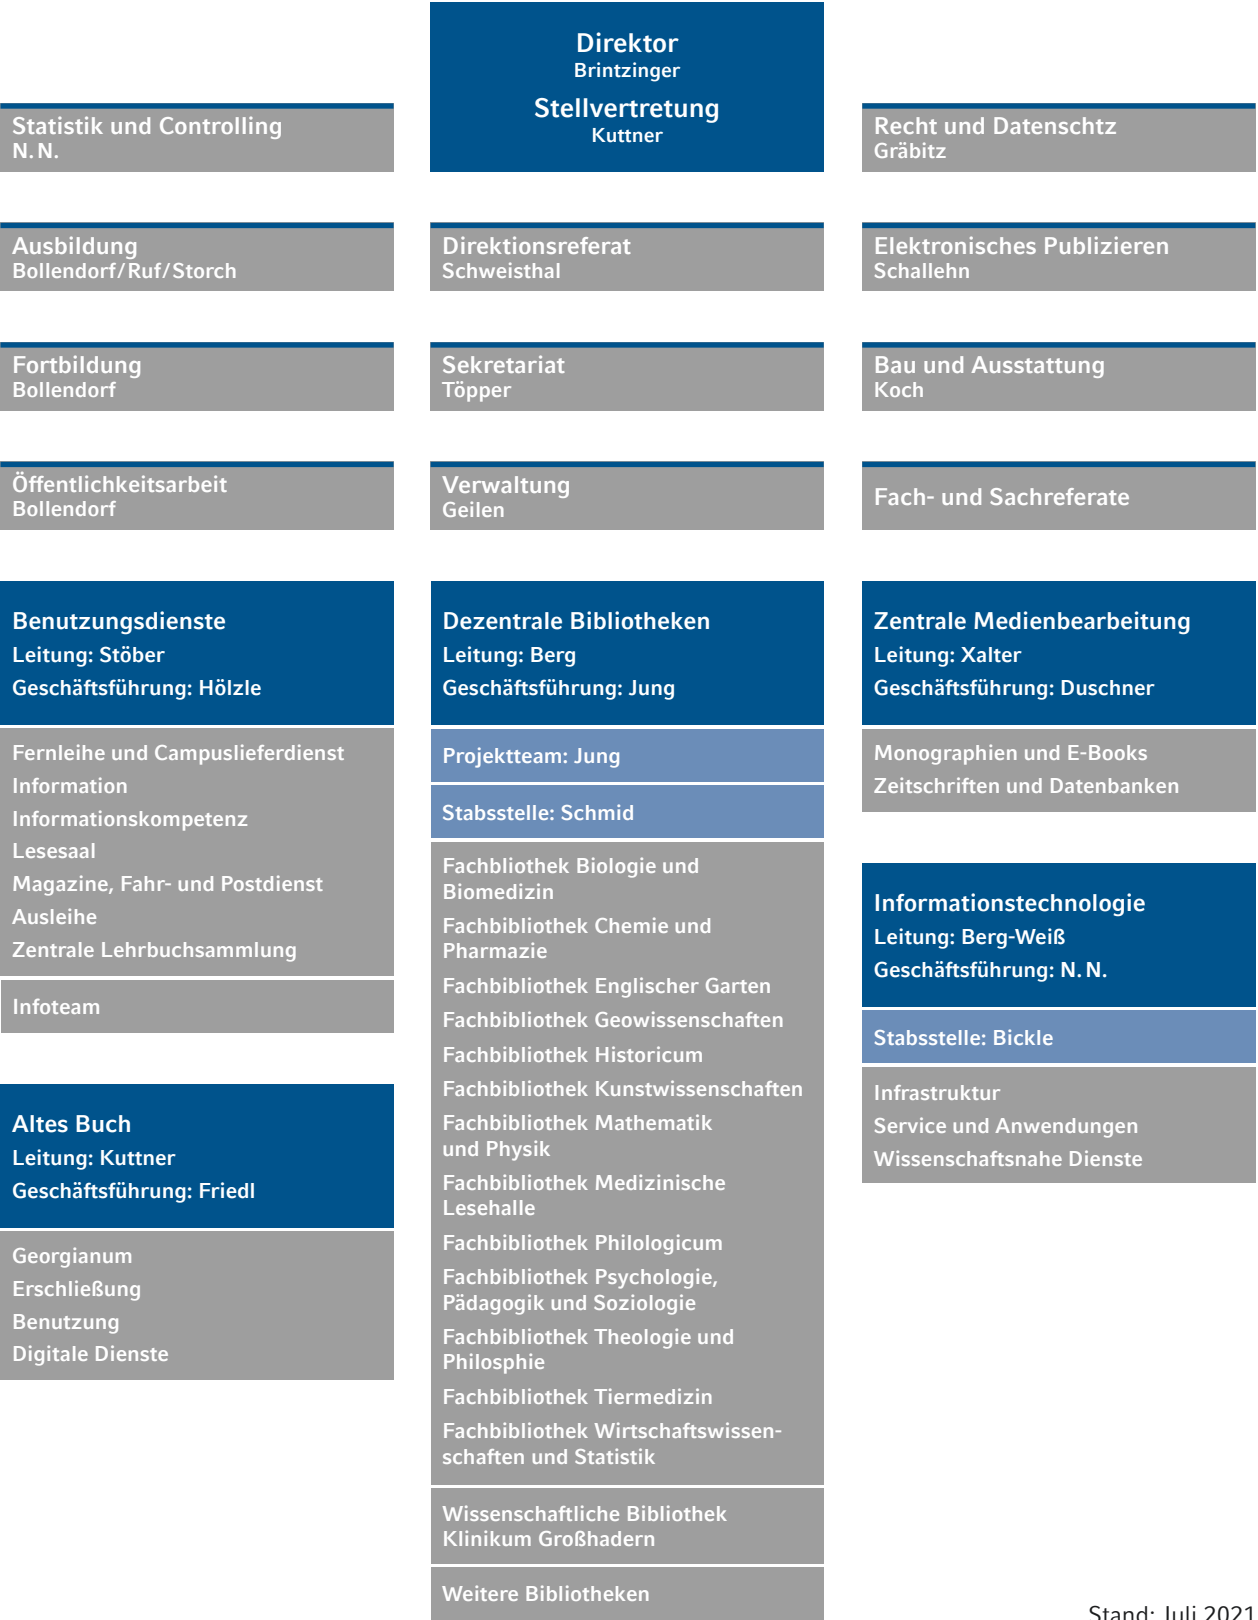 Direktor
Brintzinger
Stellvertretung
Kuttner
Statistik und Controlling
N. N.
Recht und Datenschtz
Gräbitz
Ausbildung
Bollendorf/Ruf/Storch
Direktionsreferat
Schweisthal
Elektronisches Publizieren
Schallehn
Fortbildung
Bollendorf
Sekretariat
Töpper
Bau und Ausstattung
Koch
Öffentlichkeitsarbeit
Bollendorf
Verwaltung
Geilen
Fach- und Sachreferate
Benutzungsdienste
Leitung: Stöber
Geschäftsführung: Hölzle
Fernleihe und Campuslieferdienst
Information
Informationskompetenz
Lesesaal
Magazine, Fahr- und Postdienst
Ausleihe
Zentrale Lehrbuchsammlung
Infoteam
Altes Buch
Leitung: Kuttner
Geschäftsführung: Friedl
Georgianum
Erschließung
Benutzung
Digitale Dienste
Dezentrale Bibliotheken
Leitung: Berg
Geschäftsführung: Jung
Projektteam: Jung
Stabsstelle: Schmid
Fachbliothek Biologie und
Biomedizin
Fachbibliothek Chemie und
Pharmazie
Fachbibliothek Englischer Garten
Fachbibliothek Geowissenschaften
Fachbibliothek Historicum
Fachbibliothek Kunstwissenschaften
Fachbibliothek Mathematik
und Physik
Fachbibliothek Medizinische
Lesehalle
Fachbibliothek Philologicum
Fachbibliothek Psychologie,
Pädagogik und Soziologie
Fachbibliothek Theologie und
Philosphie
Fachbibliothek Tiermedizin
Fachbibliothek Wirtschaftswissen-
schaften und Statistik
Wissenschaftliche Bibliothek
Klinikum Großhadern
Weitere Bibliotheken
Zentrale Medienbearbeitung
Leitung: Xalter
Geschäftsführung: Duschner
Monographien und E-Books
Zeitschriften und Datenbanken
Informationstechnologie
Leitung: Berg-Weiß
Geschäftsführung: N. N.
Stabsstelle: Bickle
Infrastruktur
Service und Anwendungen
Wissenschaftsnahe Dienste
Stand: Juli 2021